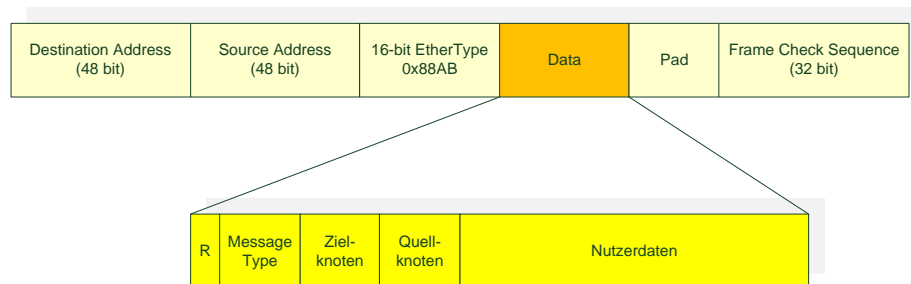 Destination Address
(48 bit)
Source Address
(48 bit)
16-bit EtherType
0x88AB
Data
Pad
Frame Check Sequence
(32 bit)
R
Message
Type
Ziel-
knoten
Quell-
knoten
Nutzerdaten